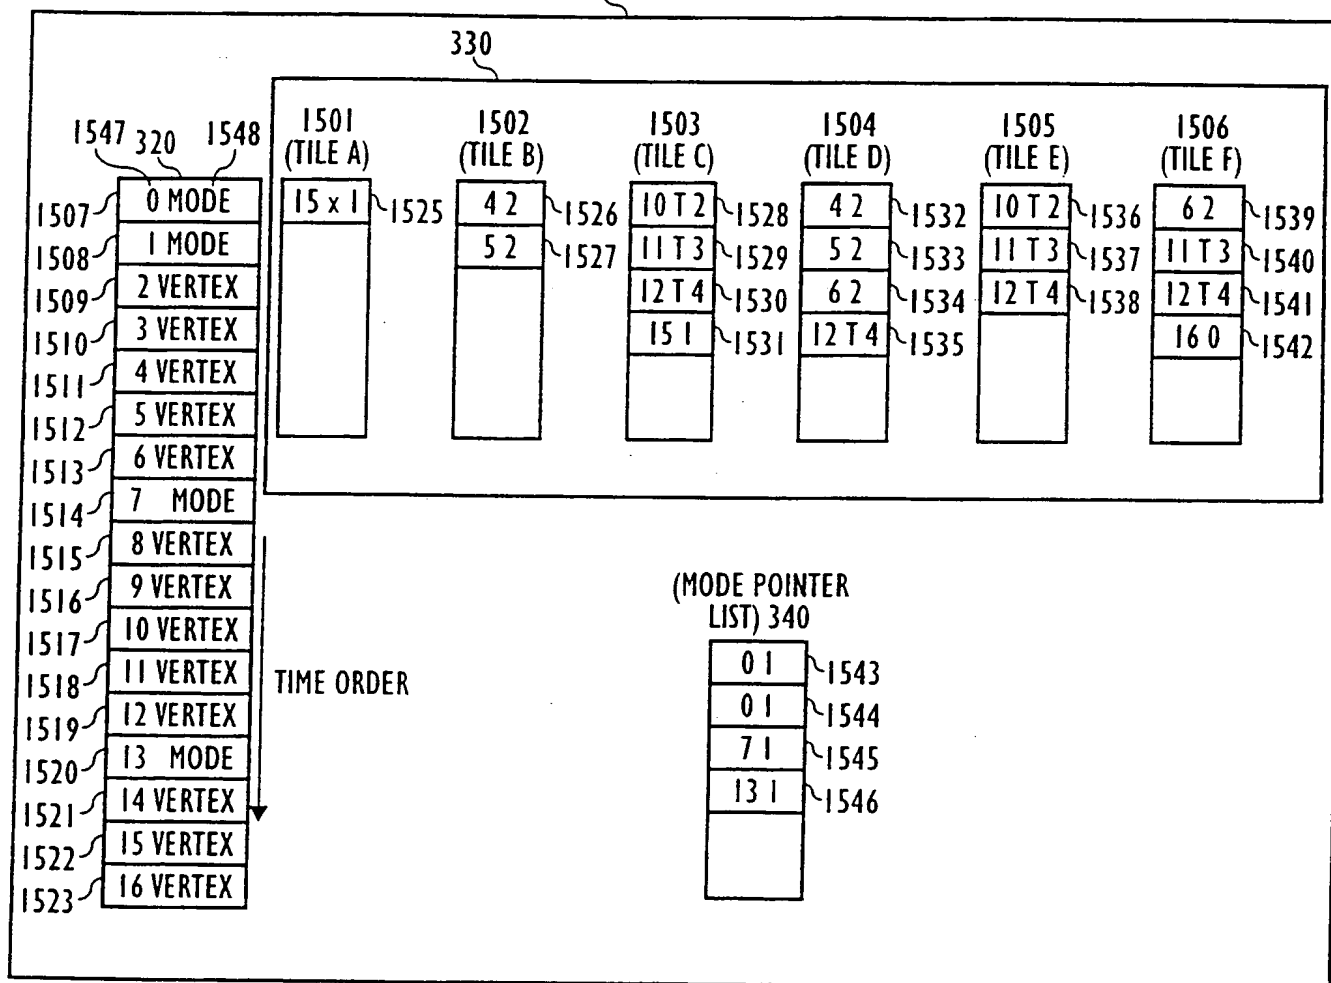 330
1547 320 1548
1501 (TILE A)
1502 (TILE B)
1503 (TILE C)
1504 (TILE D)
1505 (TILE E)
1506 (TILE F)
1507 0 MODE
1508 1 MODE
1509 2 VERTEX
1510 3 VERTEX
1511 4 VERTEX
1512 5 VERTEX
1513 6 VERTEX
1514 7 MODE
1515 8 VERTEX
1516 9 VERTEX
1517 10 VERTEX
1518 11 VERTEX
1519 12 VERTEX
1520 13 MODE
1521 14 VERTEX
1522 15 VERTEX
1523 16 VERTEX
TIME ORDER
15 x 1 1525
4 2 1526
5 2 1527
10 T 2 1528
11 T 3 1529
12 T 4 1530
15 1 1531
4 2 1532
5 2 1533
6 2 1534
12 T 4 1535
10 T 2 1536
11 T 3 1537
12 T 4 1538
6 2 1539
11 T 3 1540
12 T 4 1541
16 0 1542
(MODE POINTER
LIST) 340
0 1 1543
0 1 1544
7 1 1545
13 1 1546